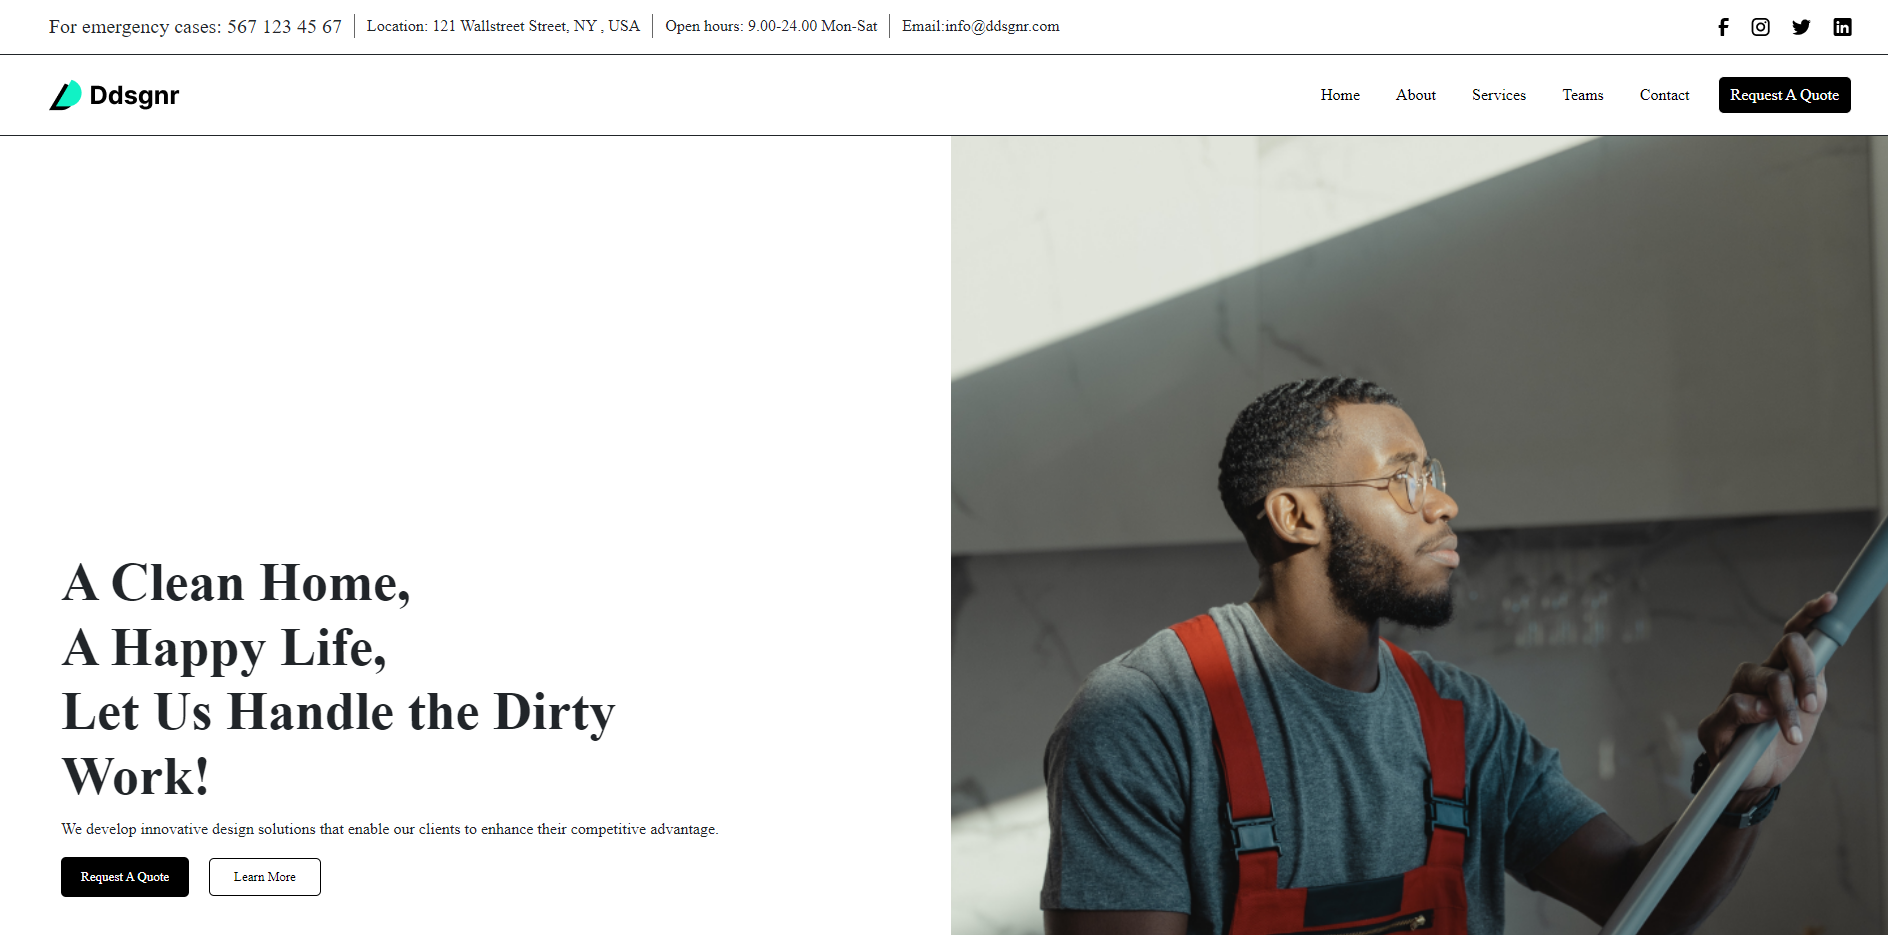 For emergency cases: 567 123 45 67
Location: 121 Wallstreet Street, NY , USA
Open hours: 9.00-24.00 Mon-Sat
Email:info@ddsgnr.com
Ddsgnr
Home
About
Services
Teams
Contact
Request A Quote
A Clean Home,
A Happy Life,
Let Us Handle the Dirty
Work!
We develop innovative design solutions that enable our clients to enhance their competitive advantage.
Request A Quote
Learn More